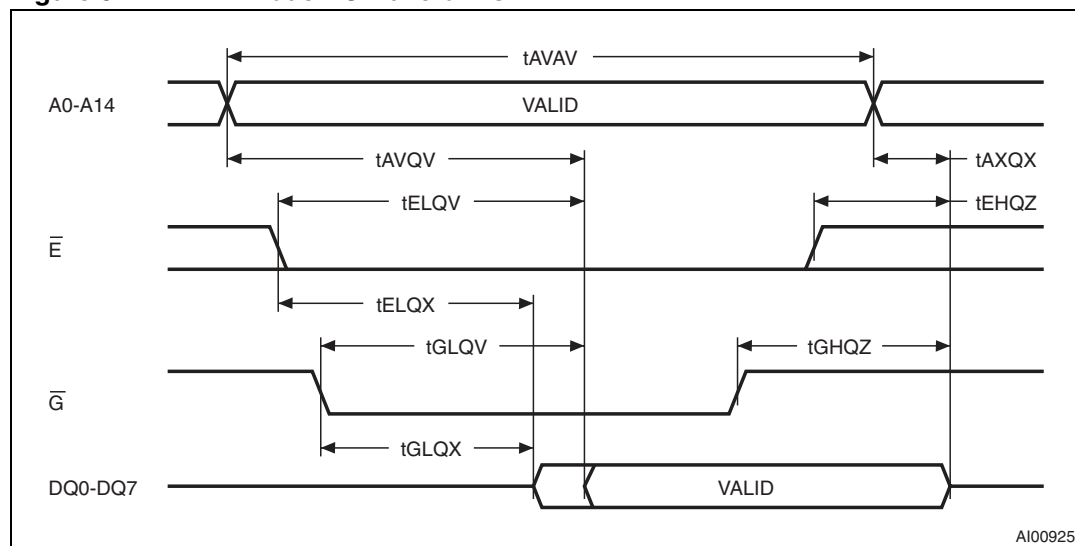 tAVAV
A0-A14
VALID
tAVQV
tAXQX
tELQV
tEHQZ
E
tELQX
tGLQV
tGHQZ
G
tGLQX
DQ0-DQ7
VALID
AI00925